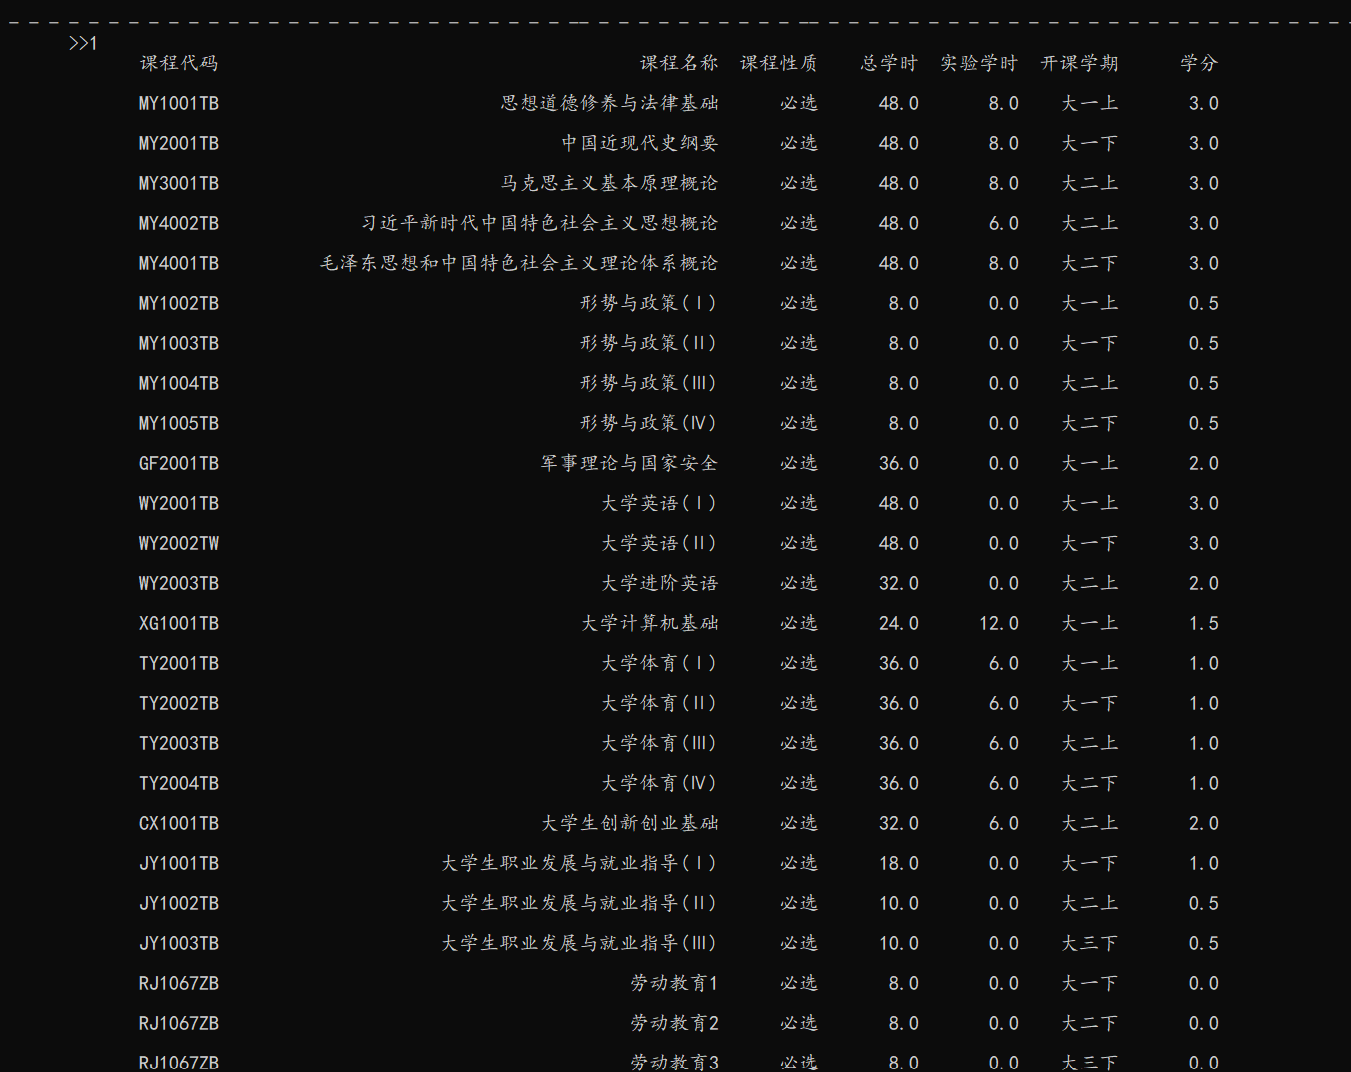 >>1
课程代码 课程名称 课程性质 总学时 实验学时 开课学期 学分
MY1001TB 思想道德修养与法律基础 必选 48.0 8.0 大一上 3.0
MY2001TB 中国近现代史纲要 必选 48.0 8.0 大一下 3.0
MY3001TB 马克思主义基本原理概论 必选 48.0 8.0 大二上 3.0
MY4002TB 习近平新时代中国特色社会主义思想概论 必选 48.0 6.0 大二上 3.0
MY4001TB 毛泽东思想和中国特色社会主义理论体系概论 必选 48.0 8.0 大二下 3.0
MY1002TB 形势与政策(Ⅰ) 必选 8.0 0.0 大一上 0.5
MY1003TB 形势与政策(Ⅱ) 必选 8.0 0.0 大一下 0.5
MY1004TB 形势与政策(Ⅲ) 必选 8.0 0.0 大二上 0.5
MY1005TB 形势与政策(Ⅳ) 必选 8.0 0.0 大二下 0.5
GF2001TB 军事理论与国家安全 必选 36.0 0.0 大一上 2.0
WY2001TB 大学英语(Ⅰ) 必选 48.0 0.0 大一上 3.0
WY2002TW 大学英语(Ⅱ) 必选 48.0 0.0 大一下 3.0
WY2003TB 大学进阶英语 必选 32.0 0.0 大二上 2.0
XG1001TB 大学计算机基础 必选 24.0 12.0 大一上 1.5
TY2001TB 大学体育(Ⅰ) 必选 36.0 6.0 大一上 1.0
TY2002TB 大学体育(Ⅱ) 必选 36.0 6.0 大一下 1.0
TY2003TB 大学体育(Ⅲ) 必选 36.0 6.0 大二上 1.0
TY2004TB 大学体育(Ⅳ) 必选 36.0 6.0 大二下 1.0
CX1001TB 大学生创新创业基础 必选 32.0 6.0 大二上 2.0
JY1001TB 大学生职业发展与就业指导(Ⅰ) 必选 18.0 0.0 大一下 1.0
JY1002TB 大学生职业发展与就业指导(Ⅱ) 必选 10.0 0.0 大二上 0.5
JY1003TB 大学生职业发展与就业指导(Ⅲ) 必选 10.0 0.0 大三下 0.5
RJ1067ZB 劳动教育1 必选 8.0 0.0 大一下 0.0
RJ1067ZB 劳动教育2 必选 8.0 0.0 大二下 0.0
RJ1067ZB 劳动教育3 必选 8.0 0.0 大三下 0.0